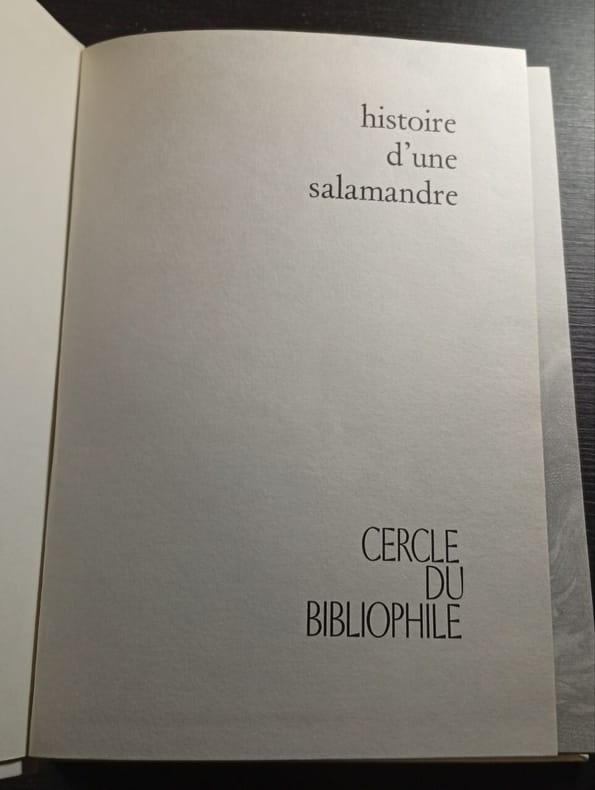 histoire
d'une
salamandre
CERCLE
DU
BIBLIOPHILE